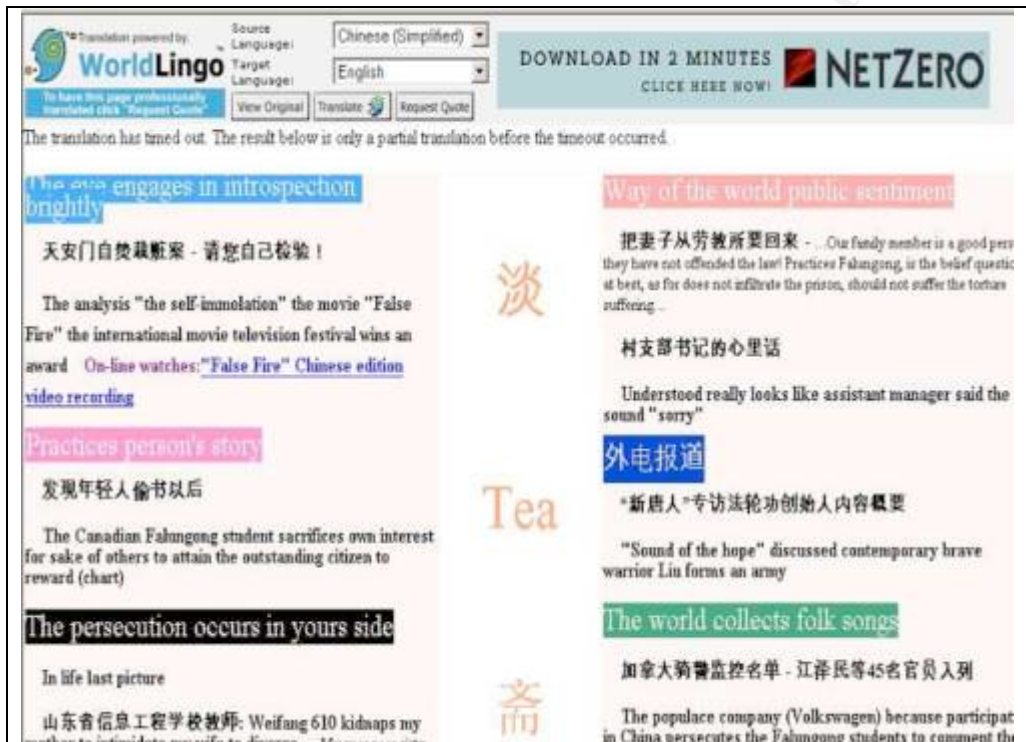 Translation powered by
WorldLingo
To have this page professionally
translated click "Request Quote"
Source
Language:
Chinese (Simplified)
Target
Language:
English
View Original
Translate
Request Quote
DOWNLOAD IN 2 MINUTES
CLICK HERE NOW!
NETZERO
The translation has timed out. The result below is only a partial translation before the timeout occurred.
The eye engages in introspection
brightly
天安门自焚栽赃案 - 请您自己检验！
The analysis "the self-immolation" the movie "False
Fire" the international movie television festival wins an
award On-line watches:"False Fire" Chinese edition
video recording
Practices person's story
发现年轻人偷书以后
The Canadian Falungong student sacrifices own interest
for sake of others to attain the outstanding citizen to
reward (chart)
The persecution occurs in yours side
In life last picture
山东省信息工程学校教师: Weifang 610 kidnaps my
淡
Tea
斋
Way of the world public sentiment
把妻子从劳教所要回来 - ...Our family member is a good pers
they have not offended the law! Practices Falungong, is the belief questic
at best, as for does not infiltrate the prison, should not suffer the torture
suffering...
村支部书记的心里话
Understood really looks like assistant manager said the
sound "sorry"
外电报道
“新唐人”专访法轮功创始人内容概要
"Sound of the hope" discussed contemporary brave
warrior Liu forms an army
The world collects folk songs
加拿大骑警监控名单 - 江泽民等45名官员入列
The populace company (Volkswagen) because participat
in China persecutes the Falungong students to comment the